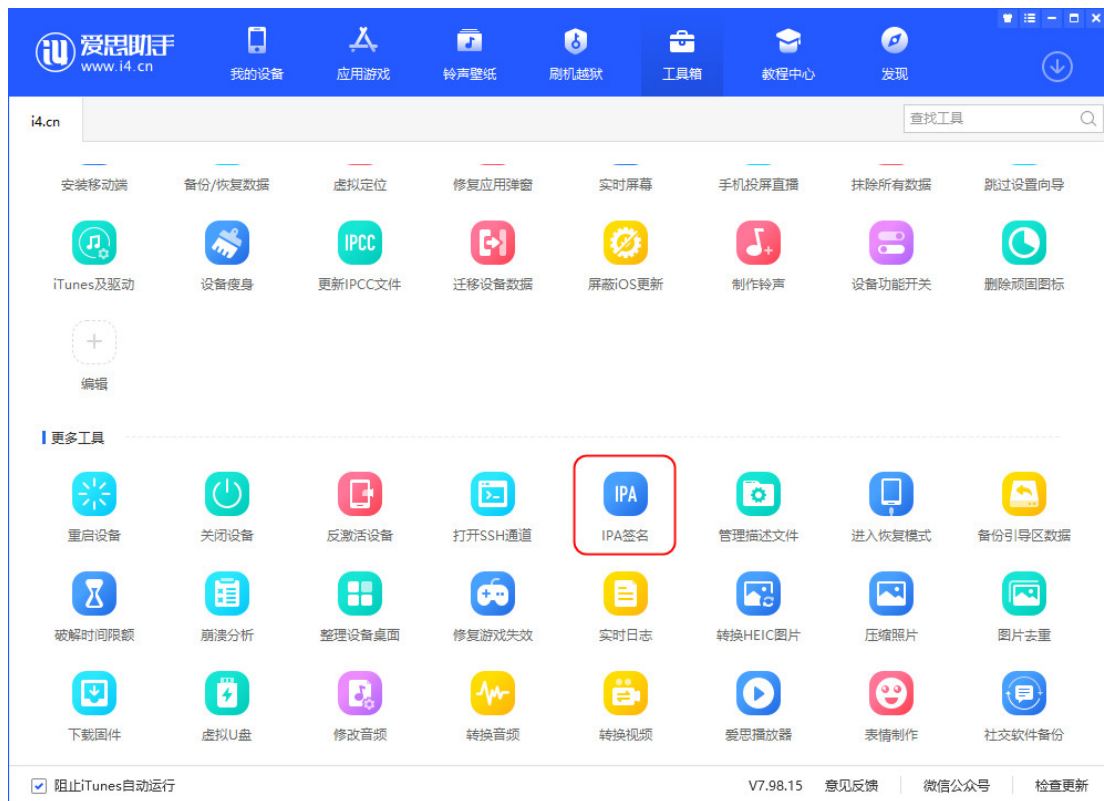 iU 爱思助手
www.i4.cn
我的设备 应用游戏 铃声壁纸 刷机越狱 工具箱 教程中心 发现
i4.cn 查找工具
安装移动端 备份/恢复数据 虚拟定位 修复应用弹窗 实时屏幕 手机投屏直播 抹除所有数据 跳过设置向导
IPCC
iTunes及驱动 设备瘦身 更新IPCC文件 迁移设备数据 屏蔽iOS更新 制作铃声 设备功能开关 删除顽固图标
编辑
更多工具
IPA
重启设备 关闭设备 反激活设备 打开SSH通道 IPA签名 管理描述文件 进入恢复模式 备份引导区数据
破解时间限额 崩溃分析 整理设备桌面 修复游戏失效 实时日志 转换HEIC图片 压缩照片 图片去重
下载固件 虚拟U盘 修改音频 转换音频 转换视频 爱思播放器 表情制作 社交软件备份
阻止iTunes自动运行 V7.98.15 意见反馈 微信公众号 检查更新